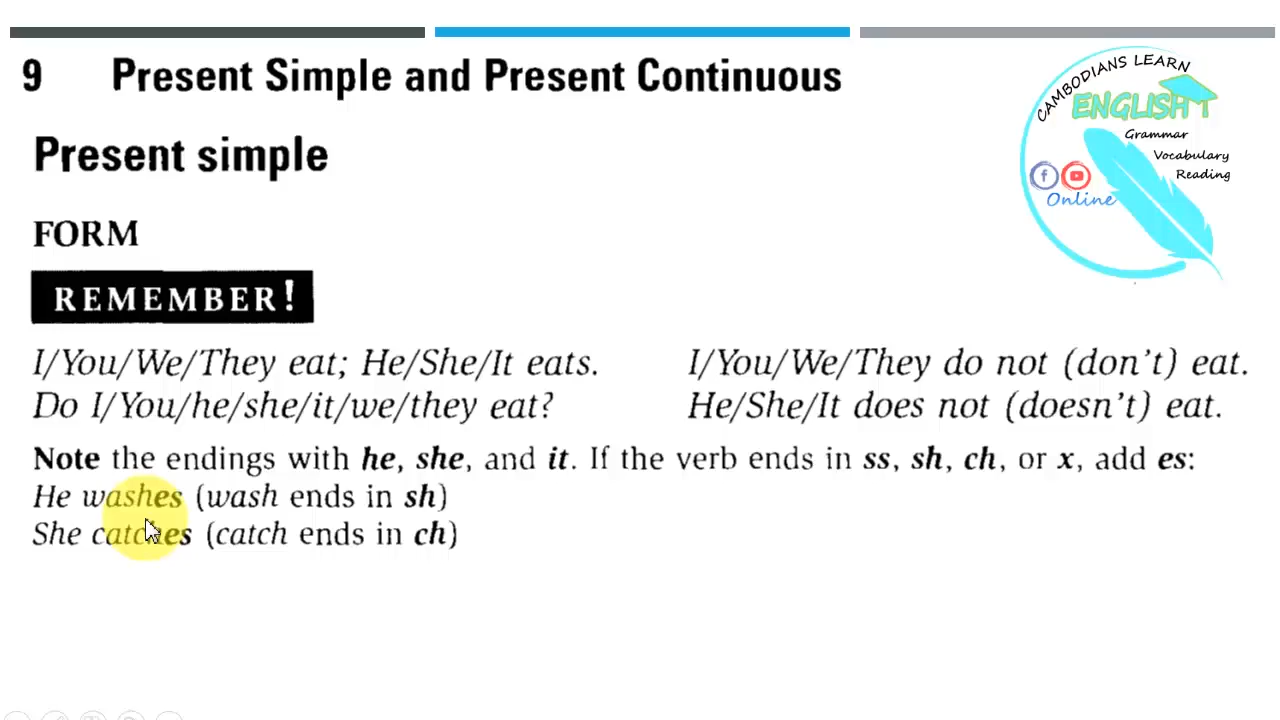 9 Present Simple and Present Continuous
Present simple
FORM
REMEMBER!
I/You/We/They eat; He/She/It eats.
Do I/You/he/she/it/we/they eat?
I/You/We/They do not (don't) eat.
He/She/It does not (doesn't) eat.
Note the endings with he, she, and it. If the verb ends in ss, sh, ch, or x, add es:
He washes (wash ends in sh)
She catches (catch ends in ch)
CAMBODIANS LEARN
ENGLISH
Grammar
Vocabulary
Reading
f
Online